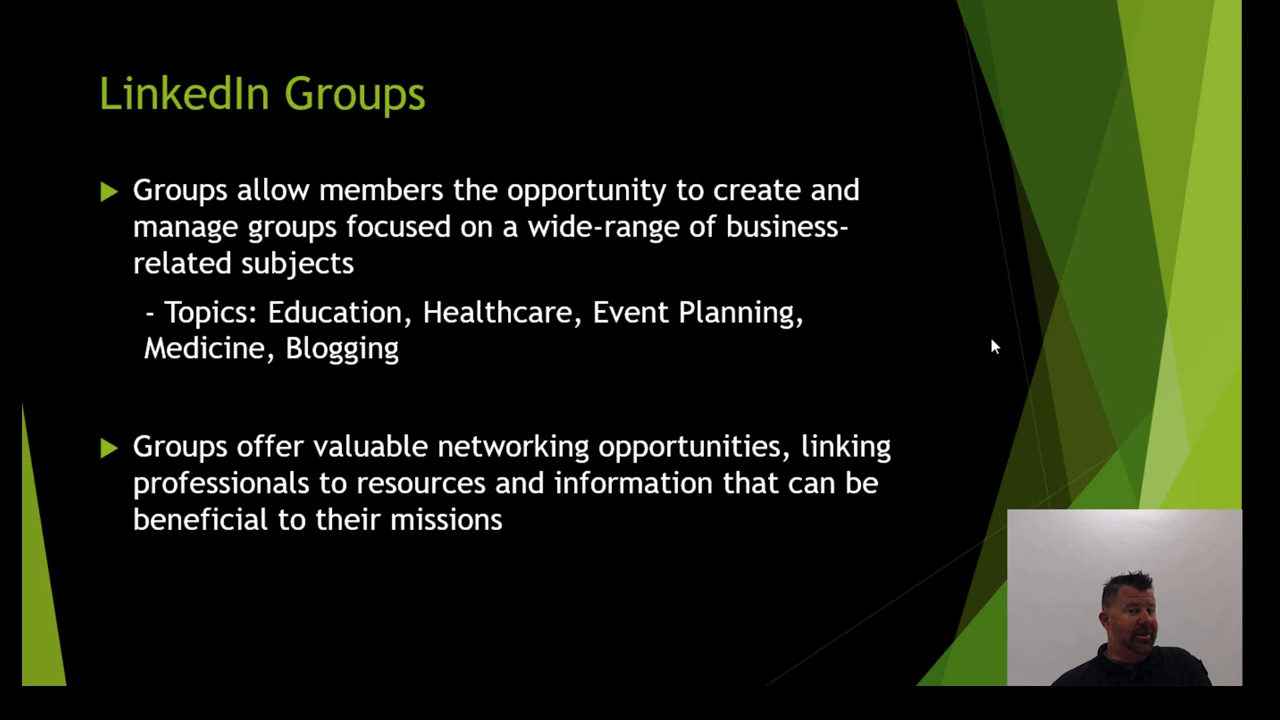 LinkedIn Groups
Groups allow members the opportunity to create and
manage groups focused on a wide-range of business-
related subjects
- Topics: Education, Healthcare, Event Planning,
Medicine, Blogging
Groups offer valuable networking opportunities, linking
professionals to resources and information that can be
beneficial to their missions